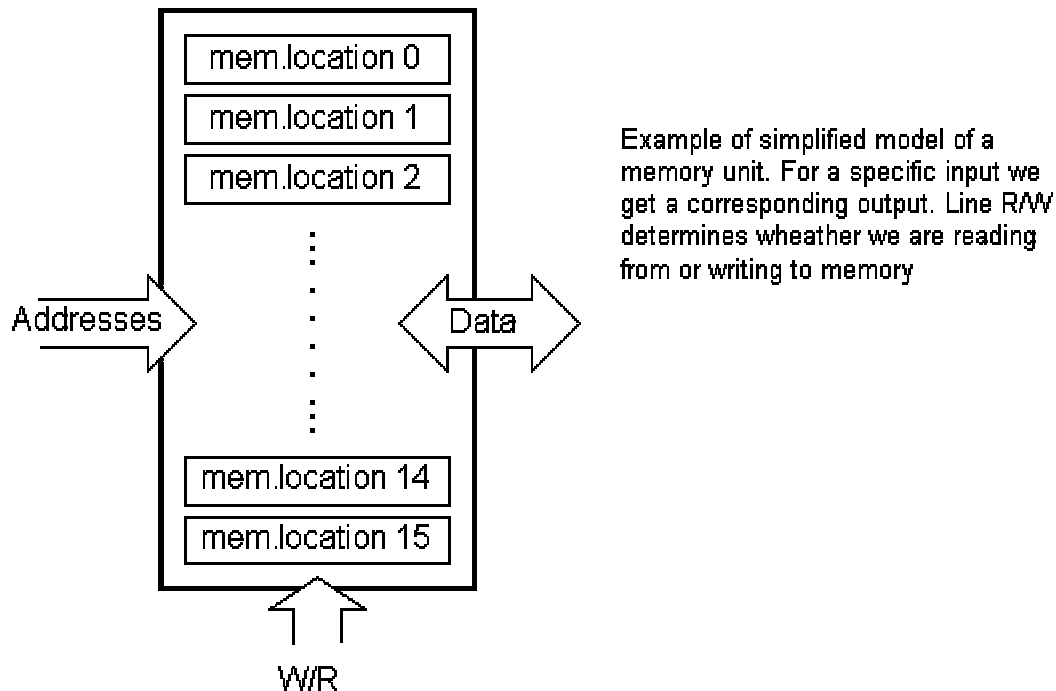 mem.location 0
mem.location 1
mem.location 2
Addresses
Data
mem.location 14
mem.location 15
W/R
Example of simplified model of a
memory unit. For a specific input we
get a corresponding output. Line R/W
determines wheather we are reading
from or writing to memory